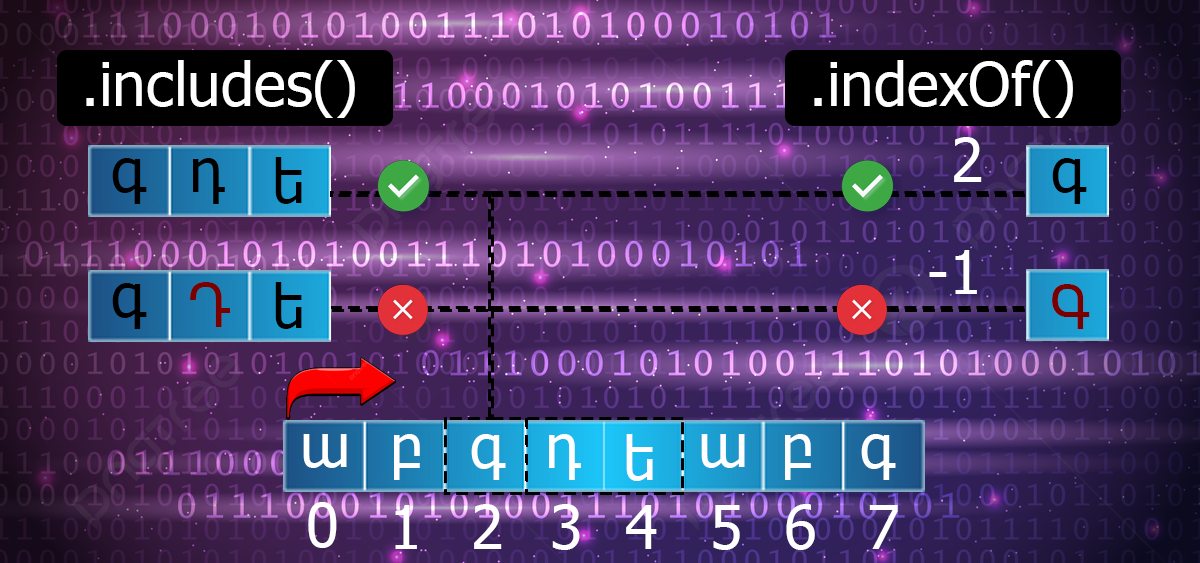 .includes()
.indexOf()
գ դ ե
2
գ
գ Դ ե
-1
Գ
ա բ գ դ ե ա բ գ
0 1 2 3 4 5 6 7